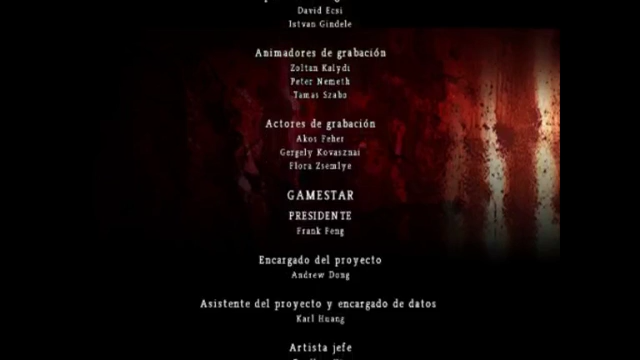 David Ecsi
Istvan Gindele
Animadores de grabación
Zoltan Kalydi
Peter Nemeth
Tamas Szabo
Actores de grabación
Akos Feher
Gergely Kovasznai
Flora Zsemlye
GAMESTAR
PRESIDENTE
Frank Feng
Encargado del proyecto
Andrew Dong
Asistente del proyecto y encargado de datos
Karl Huang
Artista jefe